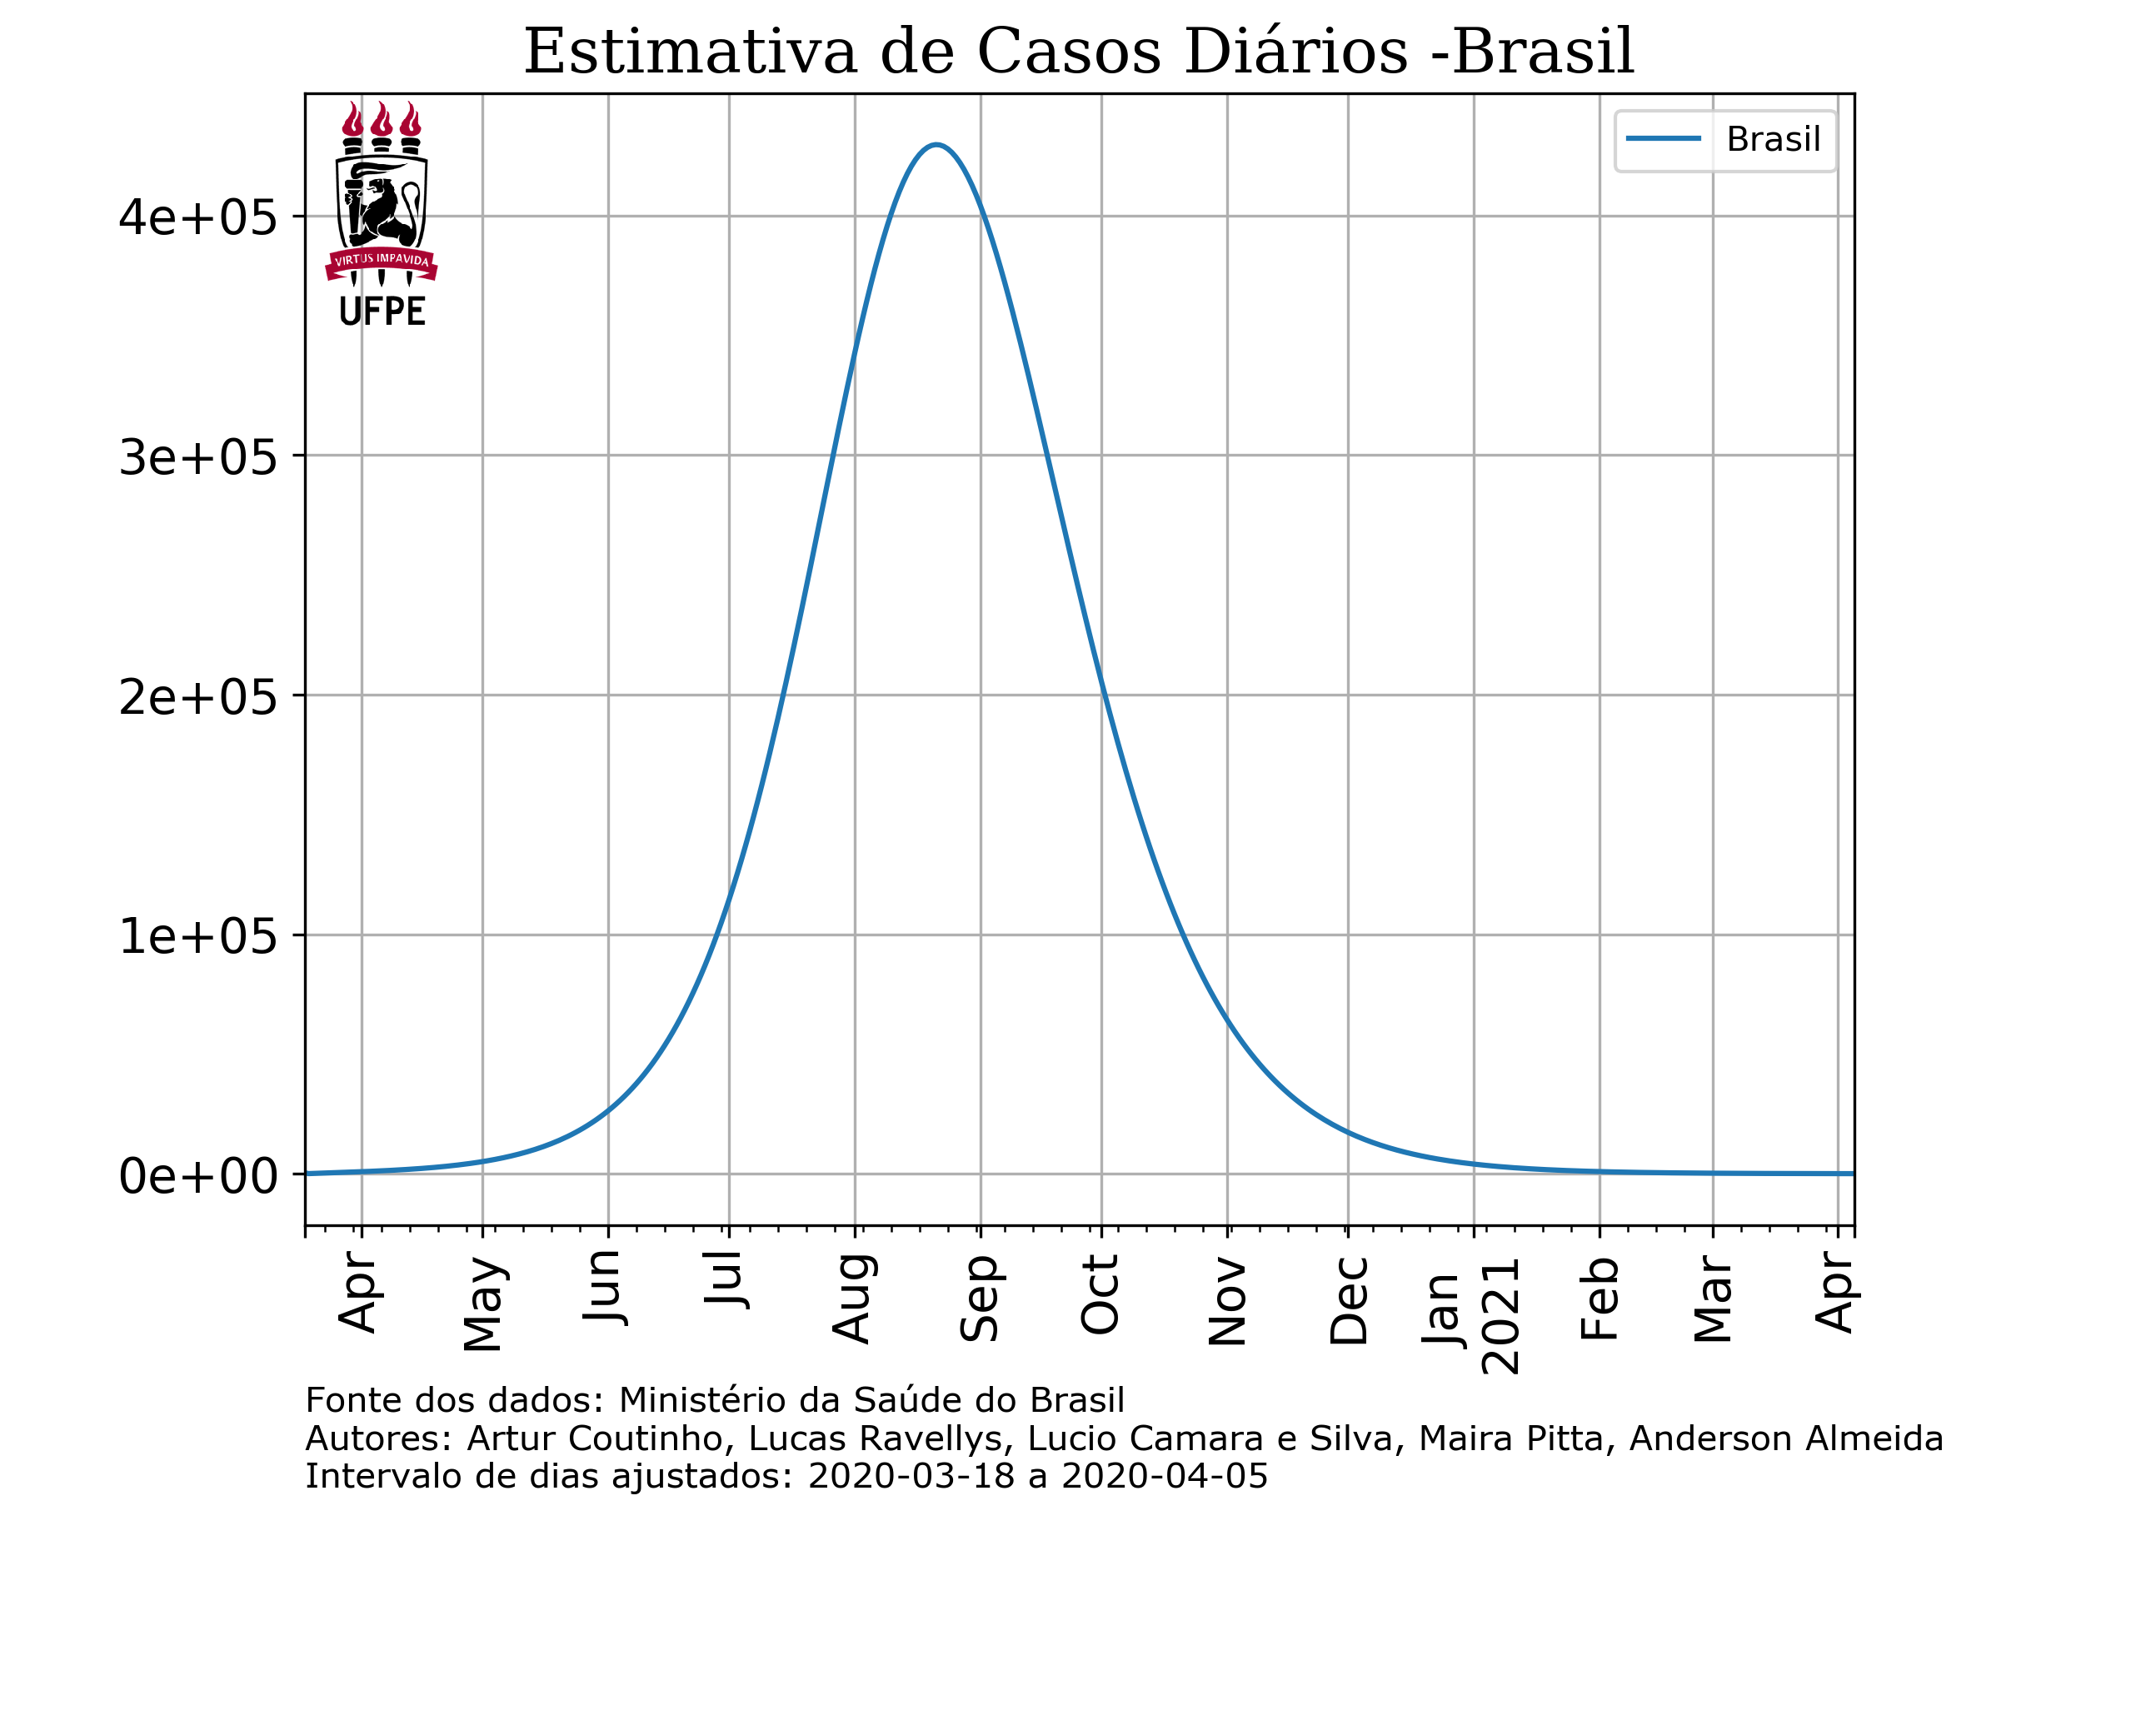 Estimativa de Casos Diários -Brasil
Brasil
VIRTUS IMPAVIDA
UFPE
4e+05
3e+05
2e+05
1e+05
0e+00
Apr
May
Jun
Jul
Aug
Sep
Oct
Nov
Dec
Jan
2021
Feb
Mar
Apr
Fonte dos dados: Ministério da Saúde do Brasil
Autores: Artur Coutinho, Lucas Ravellys, Lucio Camara e Silva, Maira Pitta, Anderson Almeida
Intervalo de dias ajustados: 2020-03-18 a 2020-04-05